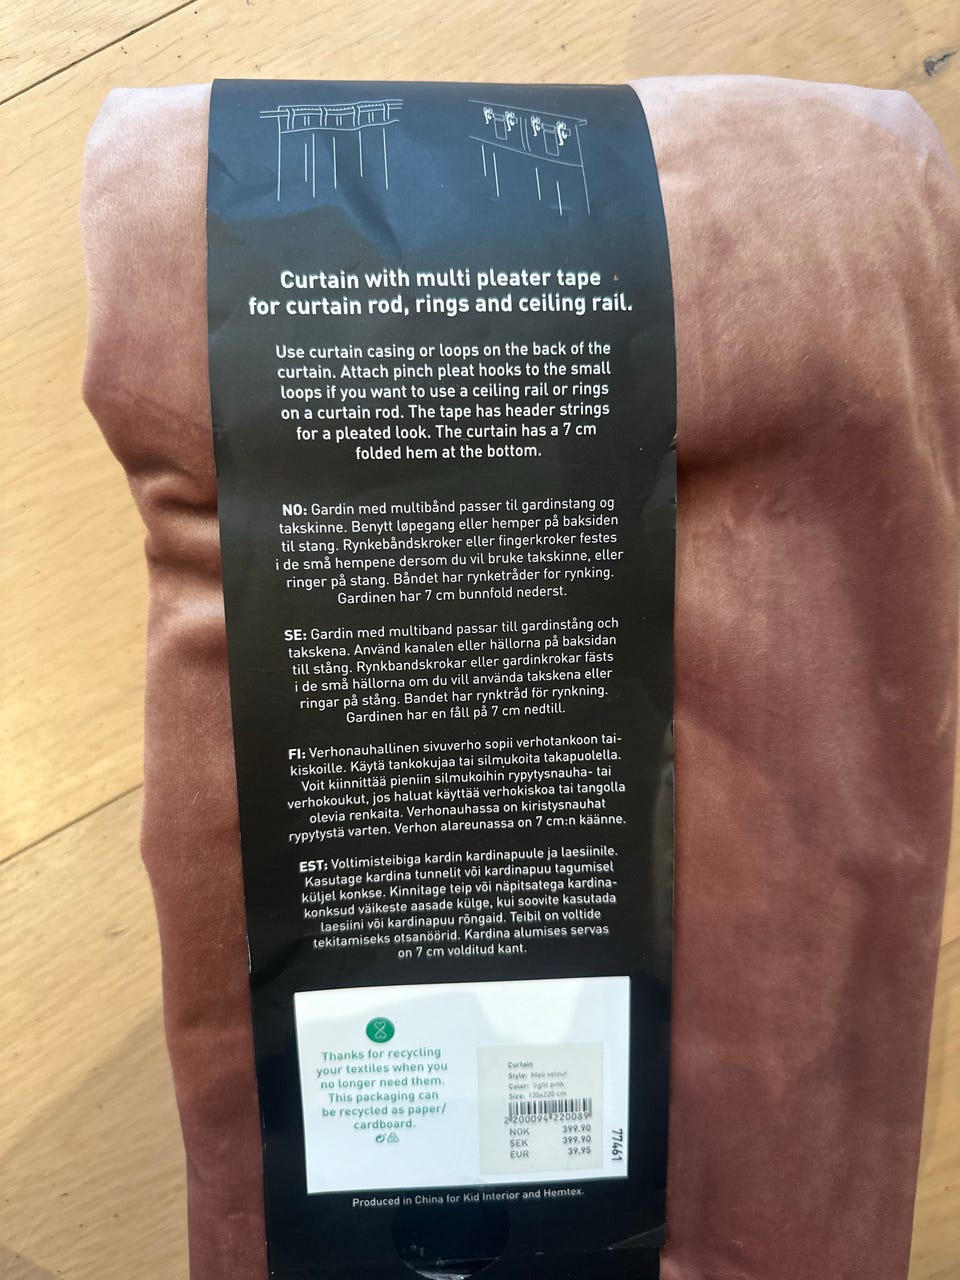 Curtain with multi pleater tape
for curtain rod, rings and ceiling rail.
Use curtain casing or loops on the back of the
curtain. Attach pinch pleat hooks to the small
loops if you want to use a ceiling rail or rings
on a curtain rod. The tape has header strings
for a pleated look. The curtain has a 7 cm
folded hem at the bottom.
NO: Gardin med multibånd passer til gardinstang og
takskinne. Benytt løpegang eller hemper på baksiden
til stang. Rynkebåndskroker eller fingerkroker festes
i de små hempene dersom du vil bruke takskinne, eller
ringer på stang. Båndet har rynketråder for rynking.
Gardinen har 7 cm bunnfold nederst.
SE: Gardin med multiband passar till gardinstång och
takskena. Använd kanalen eller hällorna på baksidan
till stång. Rynkbandskrokar eller gardinkrokar fästs
i de små hällorna om du vill använda takskena eller
ringar på stång. Bandet har rynktråd för rynkning.
Gardinen har en fåll på 7 cm nedtill.
FI: Verhonauhallinen sivuverho sopii verhotankoon tai-
kiskoille. Käytä tankokujaa tai silmukoita takapuolella.
Voit kiinnittää pieniin silmukoihin rypytysnauha- tai
verhokoukut, jos haluat käyttää verhokiskoa tai tangolla
olevia renkaita. Verhonauhassa on kiristysnauhat
rypytystä varten. Verhon alareunassa on 7 cm:n käänne.
EST: Voltimisteibiga kardin kardinapuule ja laesiinile.
Kasutage kardina tunnelit või kardinapuu tagumisel
küljel konkse. Kinnitage teip või näpitsatega kardina-
konksud väikeste aasade külge, kui soovite kasutada
laesiini või kardinapuu rõngaid. Teibil on voltide
tekitamiseks otsanöörid. Kardina alumises servas
on 7 cm volditud kant.
Thanks for recycling
your textiles when you
no longer need them.
This packaging can
be recycled as paper/
cardboard.
Curtain
Style: Mali velour
Color: light pink
Size: 135x220 cm
2200094220089
NOK 399.90
SEK 399.90
EUR 39.95
77461
Produced in China for Kid Interior and Hemtex.